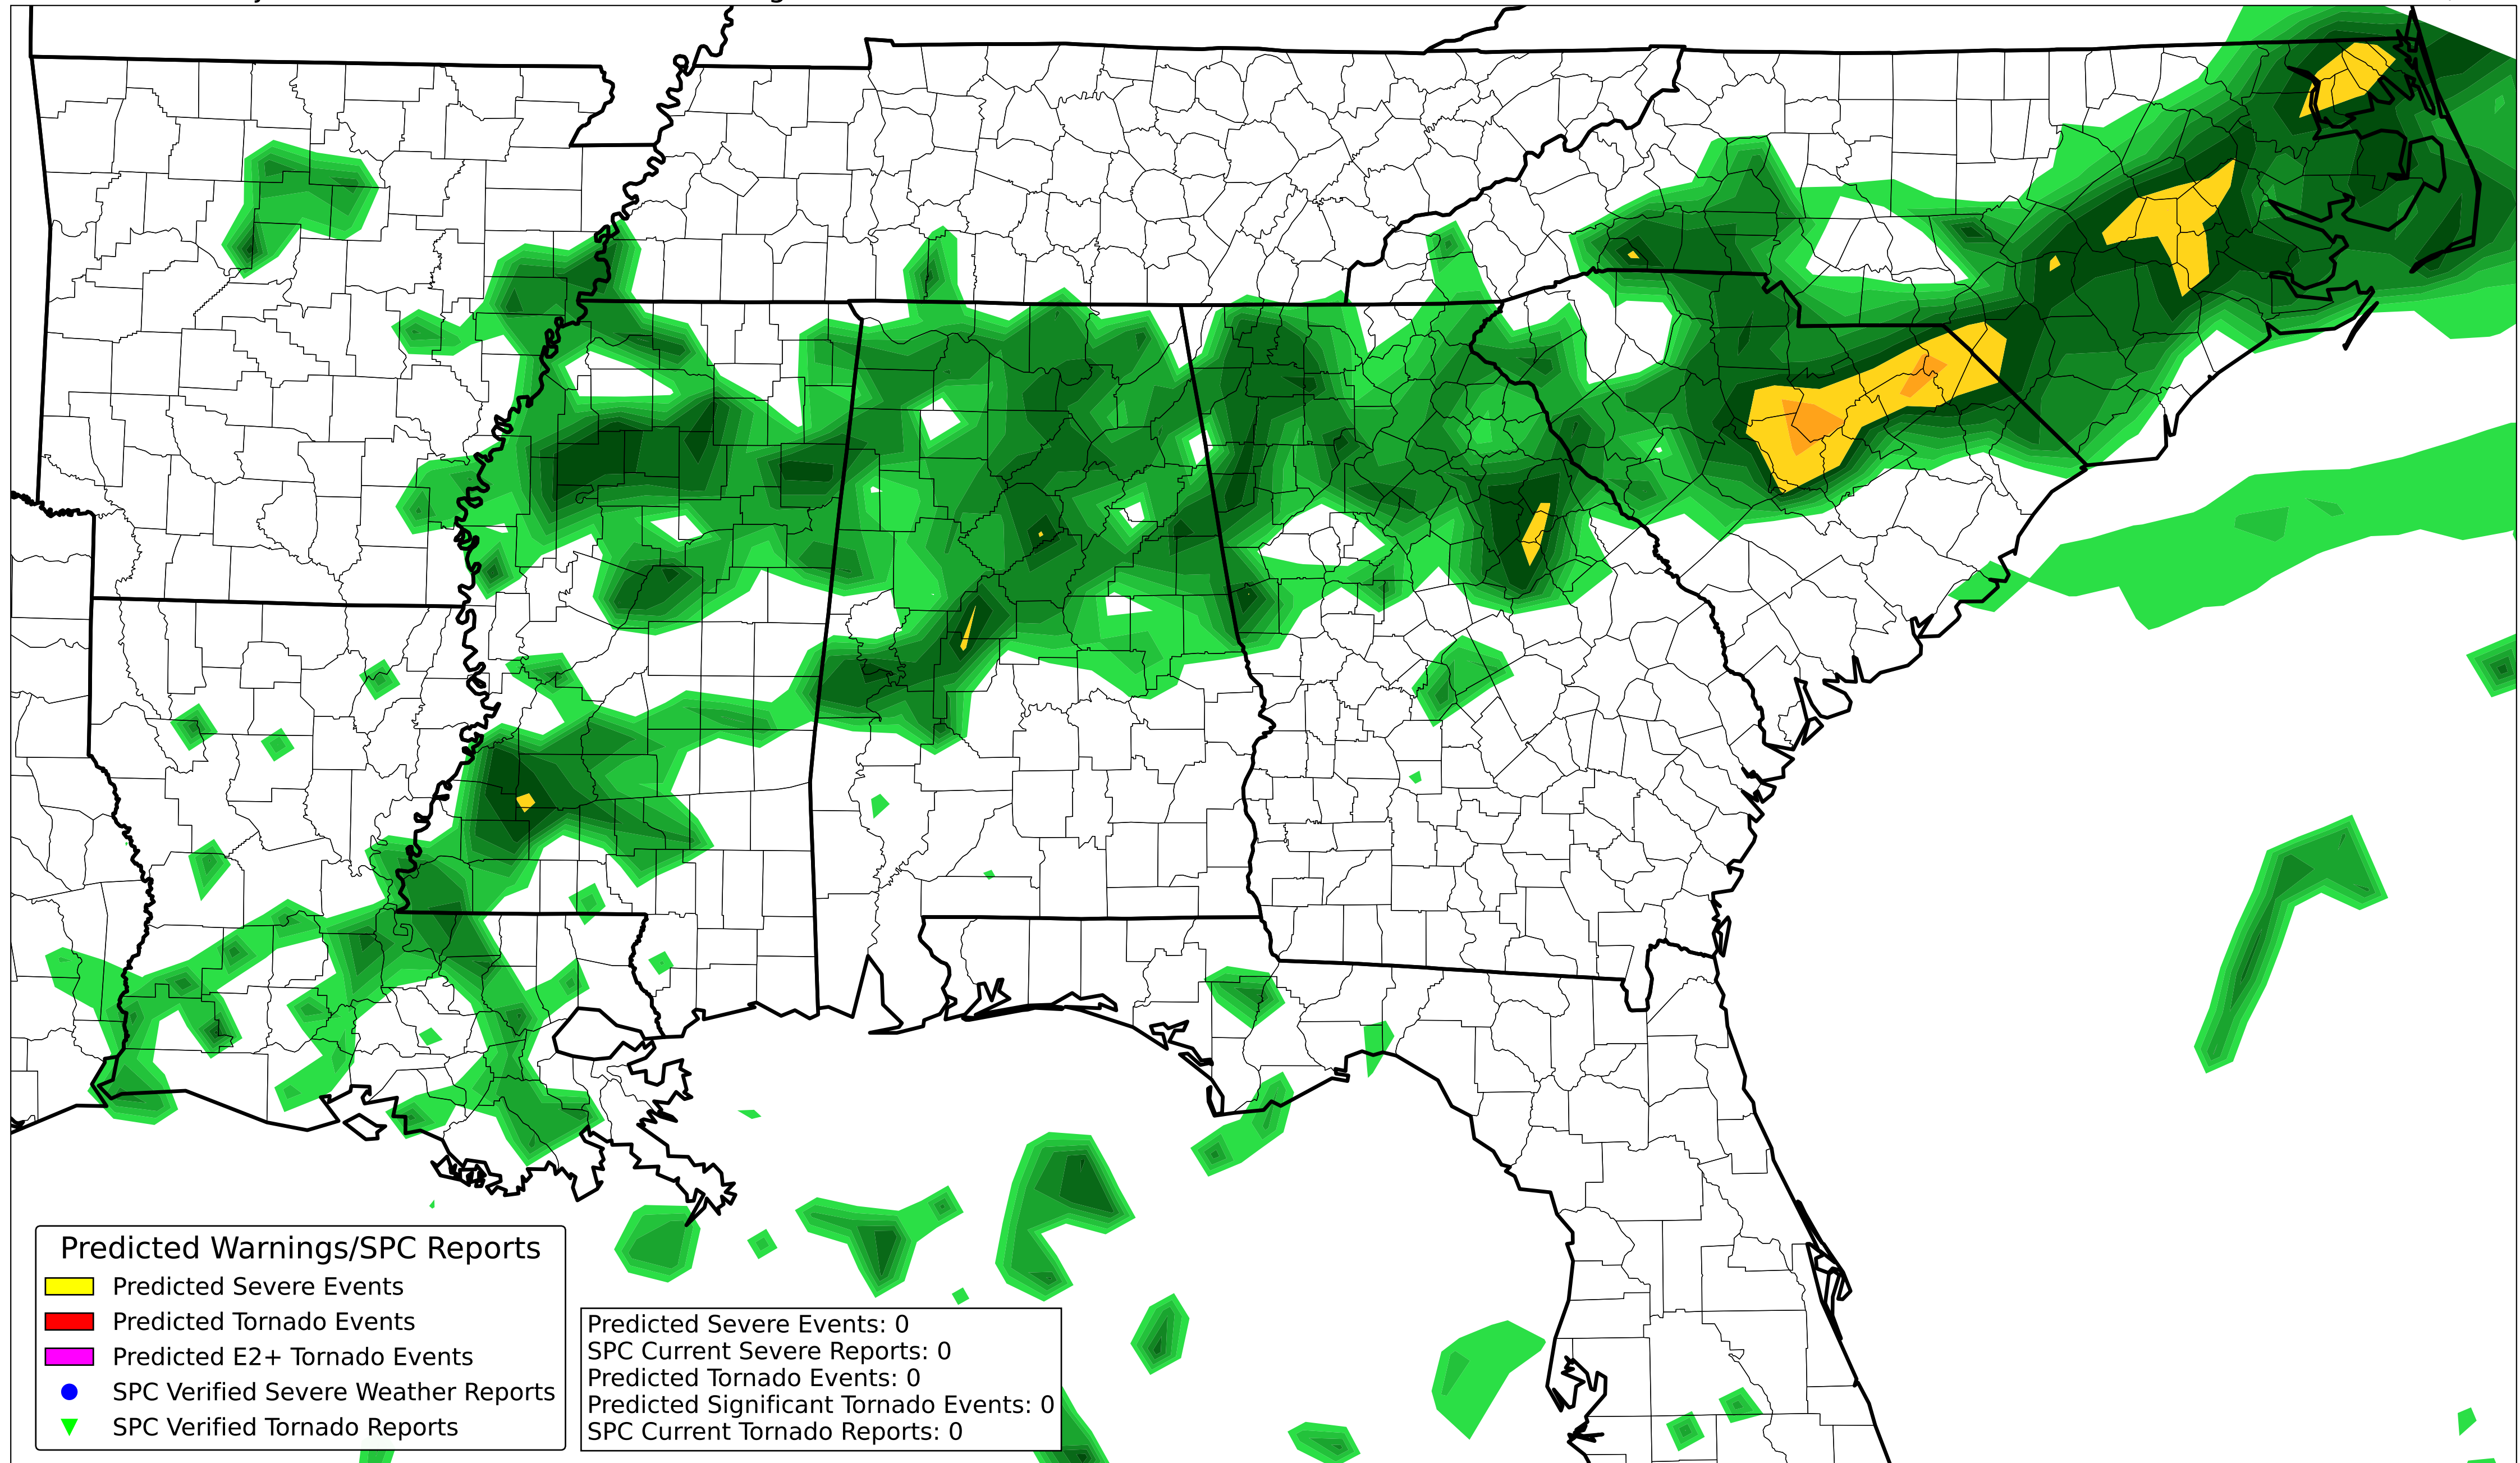 Predicted Warnings/SPC Reports
Predicted Severe Events
Predicted Tornado Events
Predicted E2+ Tornado Events
SPC Verified Severe Weather Reports
SPC Verified Tornado Reports
Predicted Severe Events: 0
SPC Current Severe Reports: 0
Predicted Tornado Events: 0
Predicted Significant Tornado Events: 0
SPC Current Tornado Reports: 0